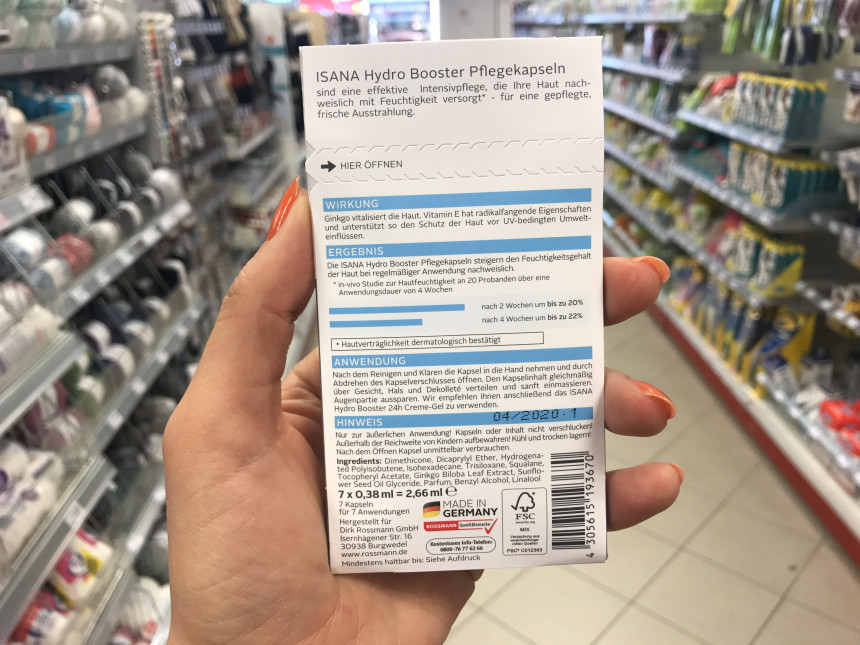 ISANA Hydro Booster Pflegekapseln
sind eine effektive Intensivpflege, die Ihre Haut nach-
weislich mit Feuchtigkeit versorgt* - für eine gepflegte,
frische Ausstrahlung.
HIER ÖFFNEN
WIRKUNG
Ginkgo vitalisiert die Haut. Vitamin E hat radikalfangende Eigenschaften
und unterstützt so den Schutz der Haut vor UV-bedingten Umwelt-
einflüssen.
ERGEBNIS
Die ISANA Hydro Booster Pflegekapseln steigern den Feuchtigkeitsgehalt
der Haut bei regelmäßiger Anwendung nachweislich.
* in-vivo Studie zur Hautfeuchtigkeit an 20 Probanden über eine
Anwendungsdauer von 4 Wochen
nach 2 Wochen um bis zu 20%
nach 4 Wochen um bis zu 22%
• Hautverträglichkeit dermatologisch bestätigt
ANWENDUNG
Nach dem Reinigen und Klären die Kapsel in die Hand nehmen und durch
Abdrehen des Kapselverschlusses öffnen. Den Kapselinhalt gleichmäßig
über Gesicht, Hals und Dekolleté verteilen und sanft einmassieren.
Augenpartie aussparen. Wir empfehlen Ihnen anschließend das ISANA
Hydro Booster 24h Creme-Gel zu verwenden.
04/2020-1
HINWEIS
Nur zur äußerlichen Anwendung! Kapseln oder Inhalt nicht verschlucken!
Außerhalb der Reichweite von Kindern aufbewahren! Kühl und trocken lagern!
Nach dem Öffnen Kapsel unmittelbar verbrauchen.
Ingredients: Dimethicone, Dicaprylyl Ether, Hydrogena-
ted Polyisobutene, Isohexadecane, Trisiloxane, Squalane,
Tocopheryl Acetate, Ginkgo Biloba Leaf Extract, Sunflo-
wer Seed Oil Glyceride, Parfum, Benzyl Alcohol, Linalool
7 x 0,38 ml = 2,66 ml ℮
7 Kapseln
für 7 Anwendungen
Hergestellt für
Dirk Rossmann GmbH
Isernhägener Str. 16
30938 Burgwedel
www.rossmann.de
Mindestens haltbar bis: Siehe Aufdruck
MADE IN
GERMANY
ROSSMANN Qualitätsmarke
Kostenloses Info-Telefon:
0800-76 77 62 66
FSC
www.fsc.org
MIX
Verpackung aus
verantwortungs-
vollen Quellen
FSC® C012383
4 305615 193670